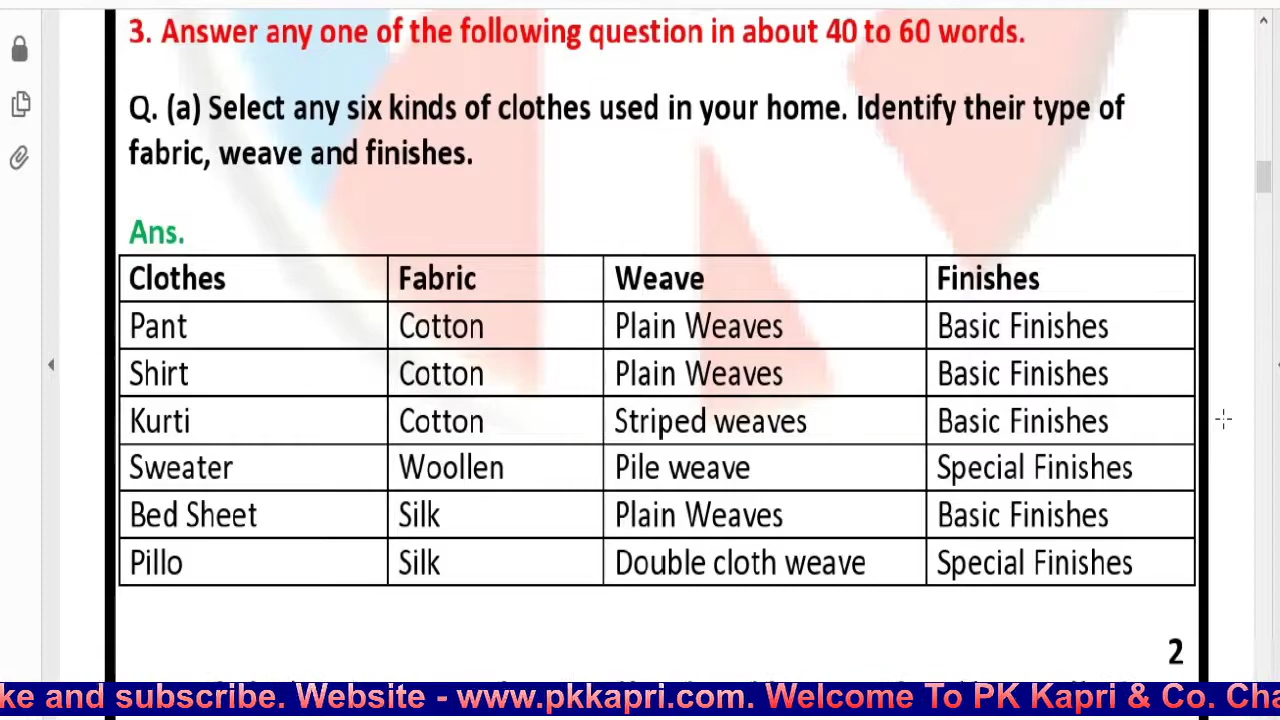 3. Answer any one of the following question in about 40 to 60 words.
Q. (a) Select any six kinds of clothes used in your home. Identify their type of
fabric, weave and finishes.
Ans.
Clothes Fabric Weave Finishes
Pant Cotton Plain Weaves Basic Finishes
Shirt Cotton Plain Weaves Basic Finishes
Kurti Cotton Striped weaves Basic Finishes
Sweater Woollen Pile weave Special Finishes
Bed Sheet Silk Plain Weaves Basic Finishes
Pillo Silk Double cloth weave Special Finishes
2
ke and subscribe. Website - www.pkkapri.com. Welcome To PK Kapri & Co. Cha